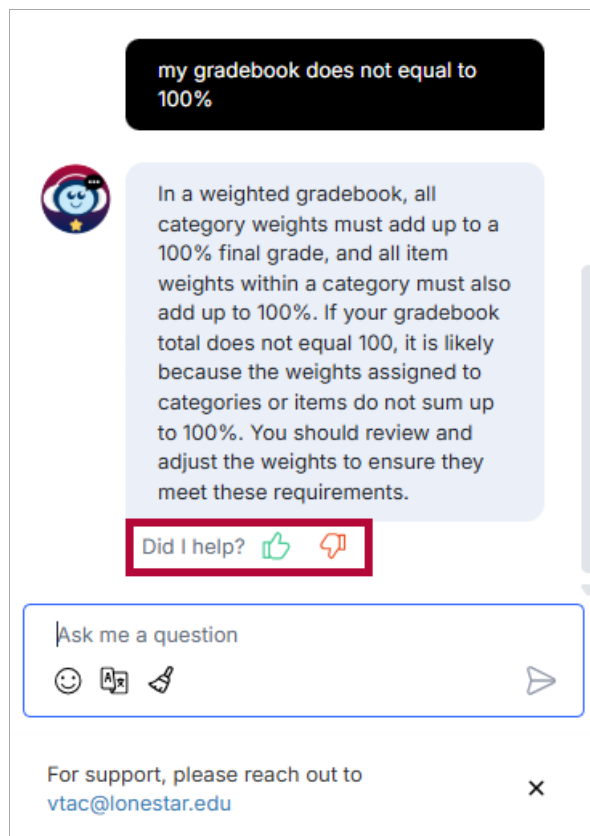 my gradebook does not equal to
100%
In a weighted gradebook, all
category weights must add up to a
100% final grade, and all item
weights within a category must also
add up to 100%. If your gradebook
total does not equal 100, it is likely
because the weights assigned to
categories or items do not sum up
to 100%. You should review and
adjust the weights to ensure they
meet these requirements.
Did I help?
Ask me a question
For support, please reach out to
vtac@lonestar.edu